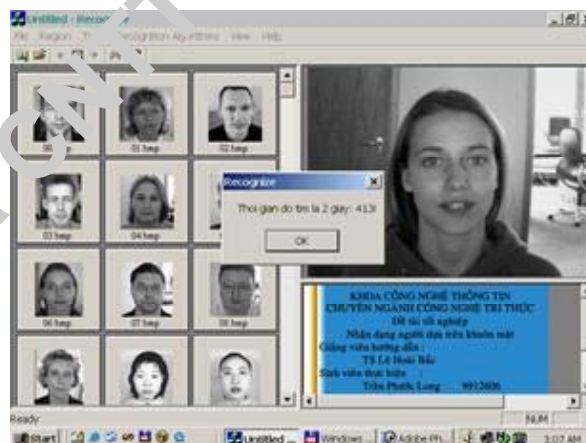 Untitled - Recognize
File Region Recognition Algorithms View Help
00.bmp 01.bmp 02.bmp
03.bmp 04.bmp
06.bmp 07.bmp 08.bmp
Recognize
Thoi gian do tim la 2 giay: 413!
OK
KHOA CÔNG NGHỆ THÔNG TIN
CHUYÊN NGÀNH CÔNG NGHỆ TRI THỨC
Đề tài tốt nghiệp
Nhận dạng người dựa trên khuôn mặt
Giảng viên hướng dẫn :
TS Lê Hoài Bắc
Sinh viên thực hiện :
Trần Phước Long 9912606
Ready NUM
Start Untitled ... Windows ... Adobe Ph... 3:07 AM